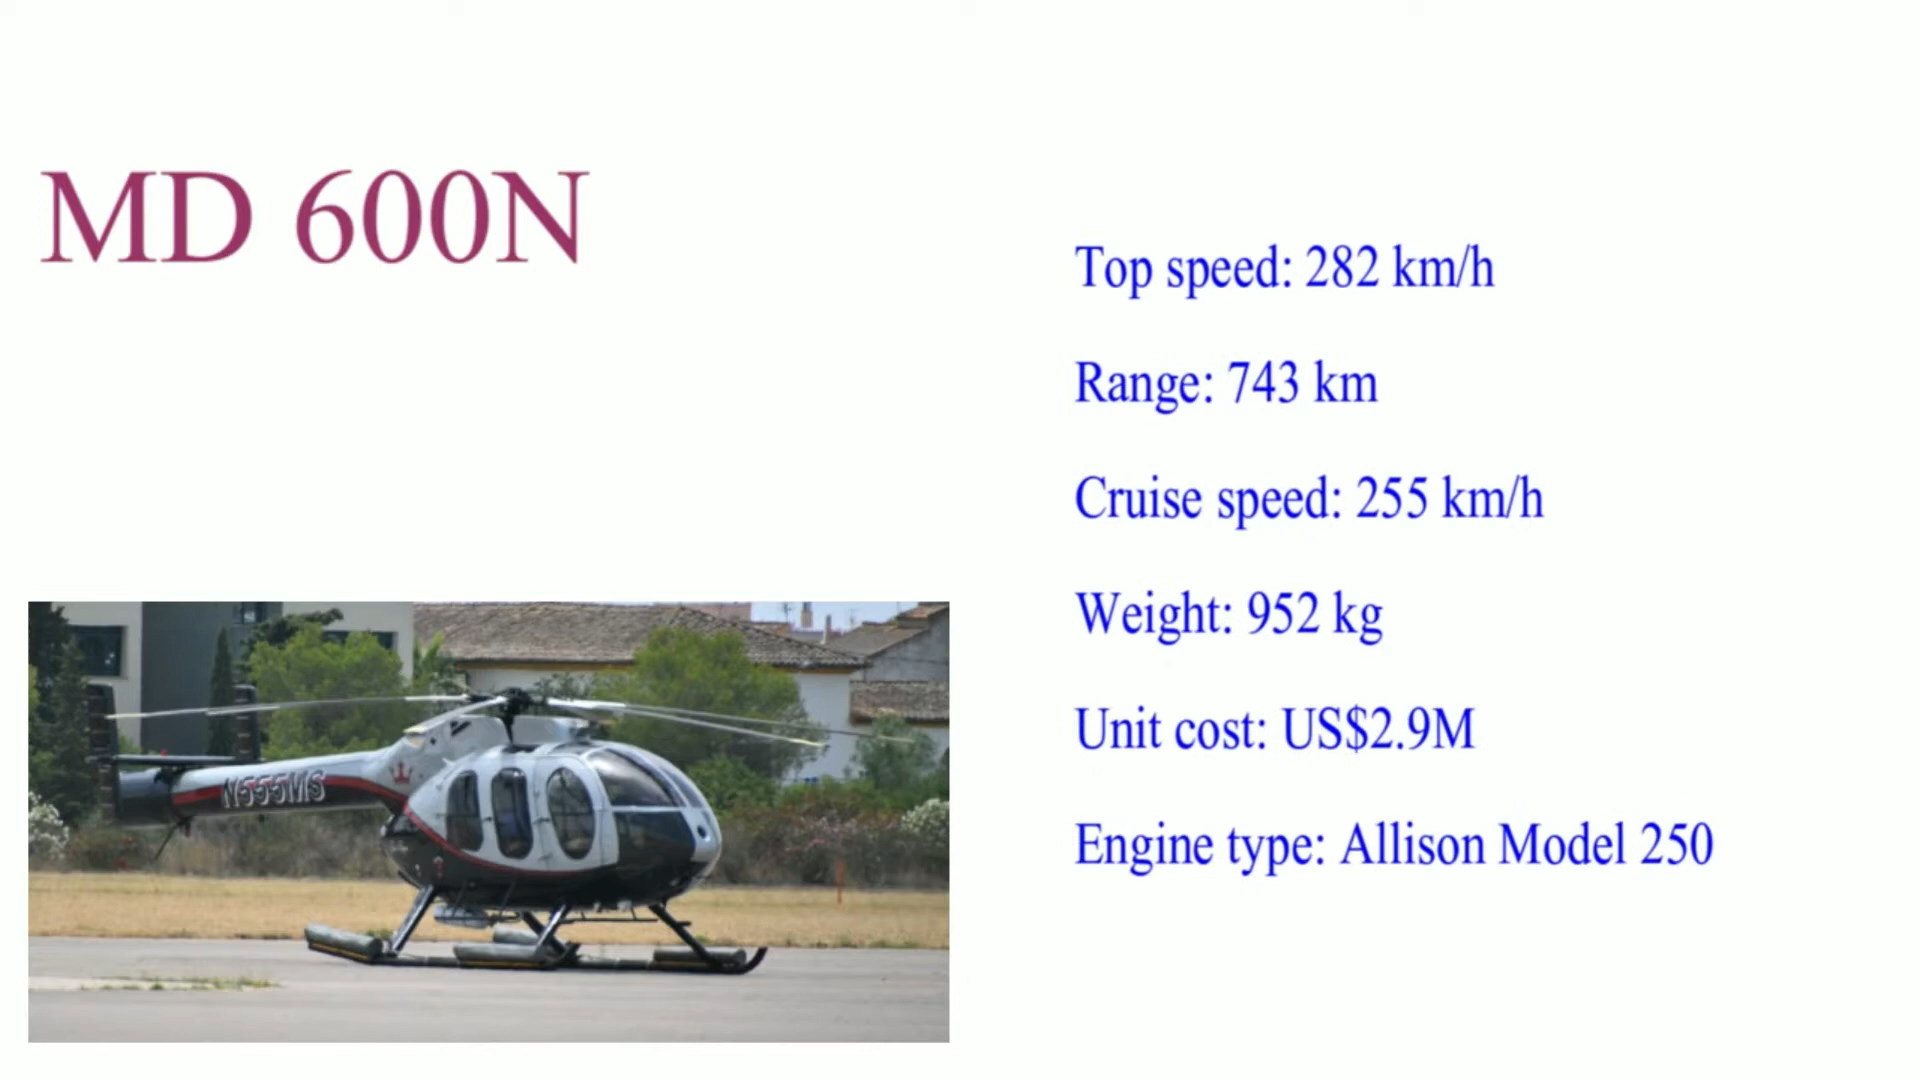 MD 600N
Top speed: 282 km/h
Range: 743 km
Cruise speed: 255 km/h
Weight: 952 kg
Unit cost: US$2.9M
Engine type: Allison Model 250
N555MS